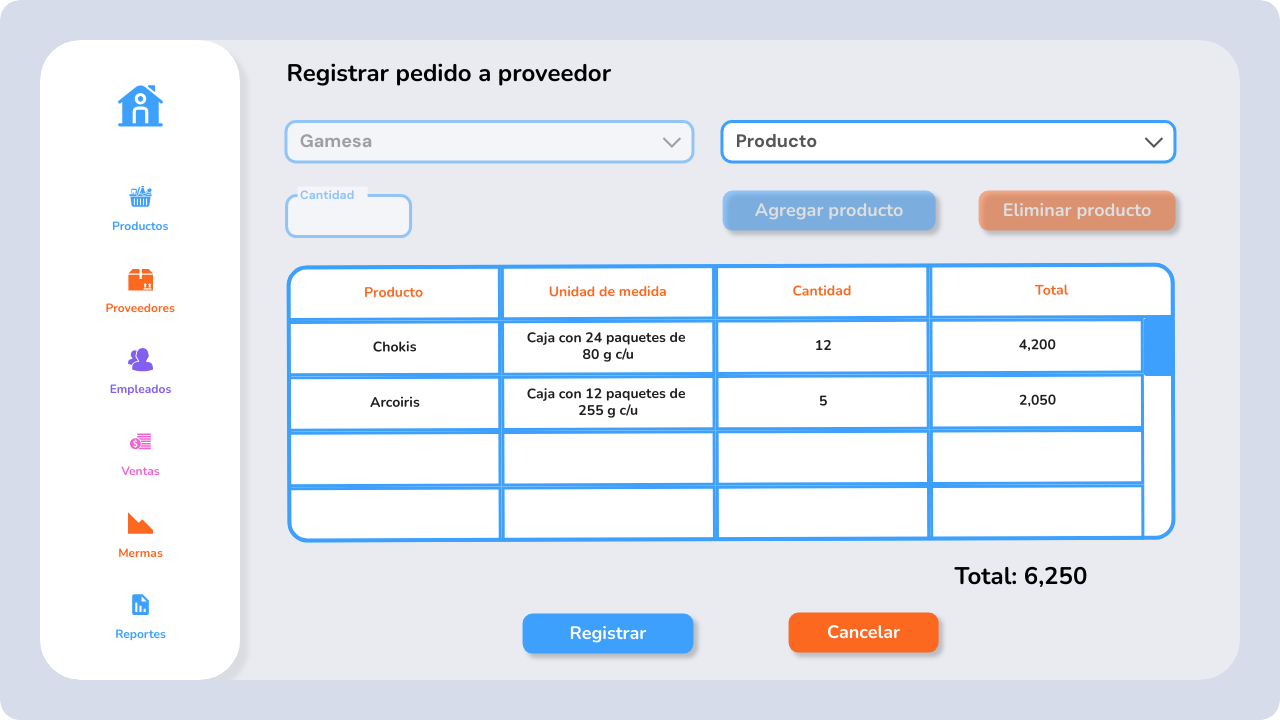 Registrar pedido a proveedor
Gamesa
Producto
Cantidad
Agregar producto
Eliminar producto
Productos
Proveedores
Empleados
Ventas
Mermas
Reportes
Producto
Unidad de medida
Cantidad
Total
Chokis
Caja con 24 paquetes de
80 g c/u
12
4,200
Arcoiris
Caja con 12 paquetes de
255 g c/u
5
2,050
Total: 6,250
Registrar
Cancelar